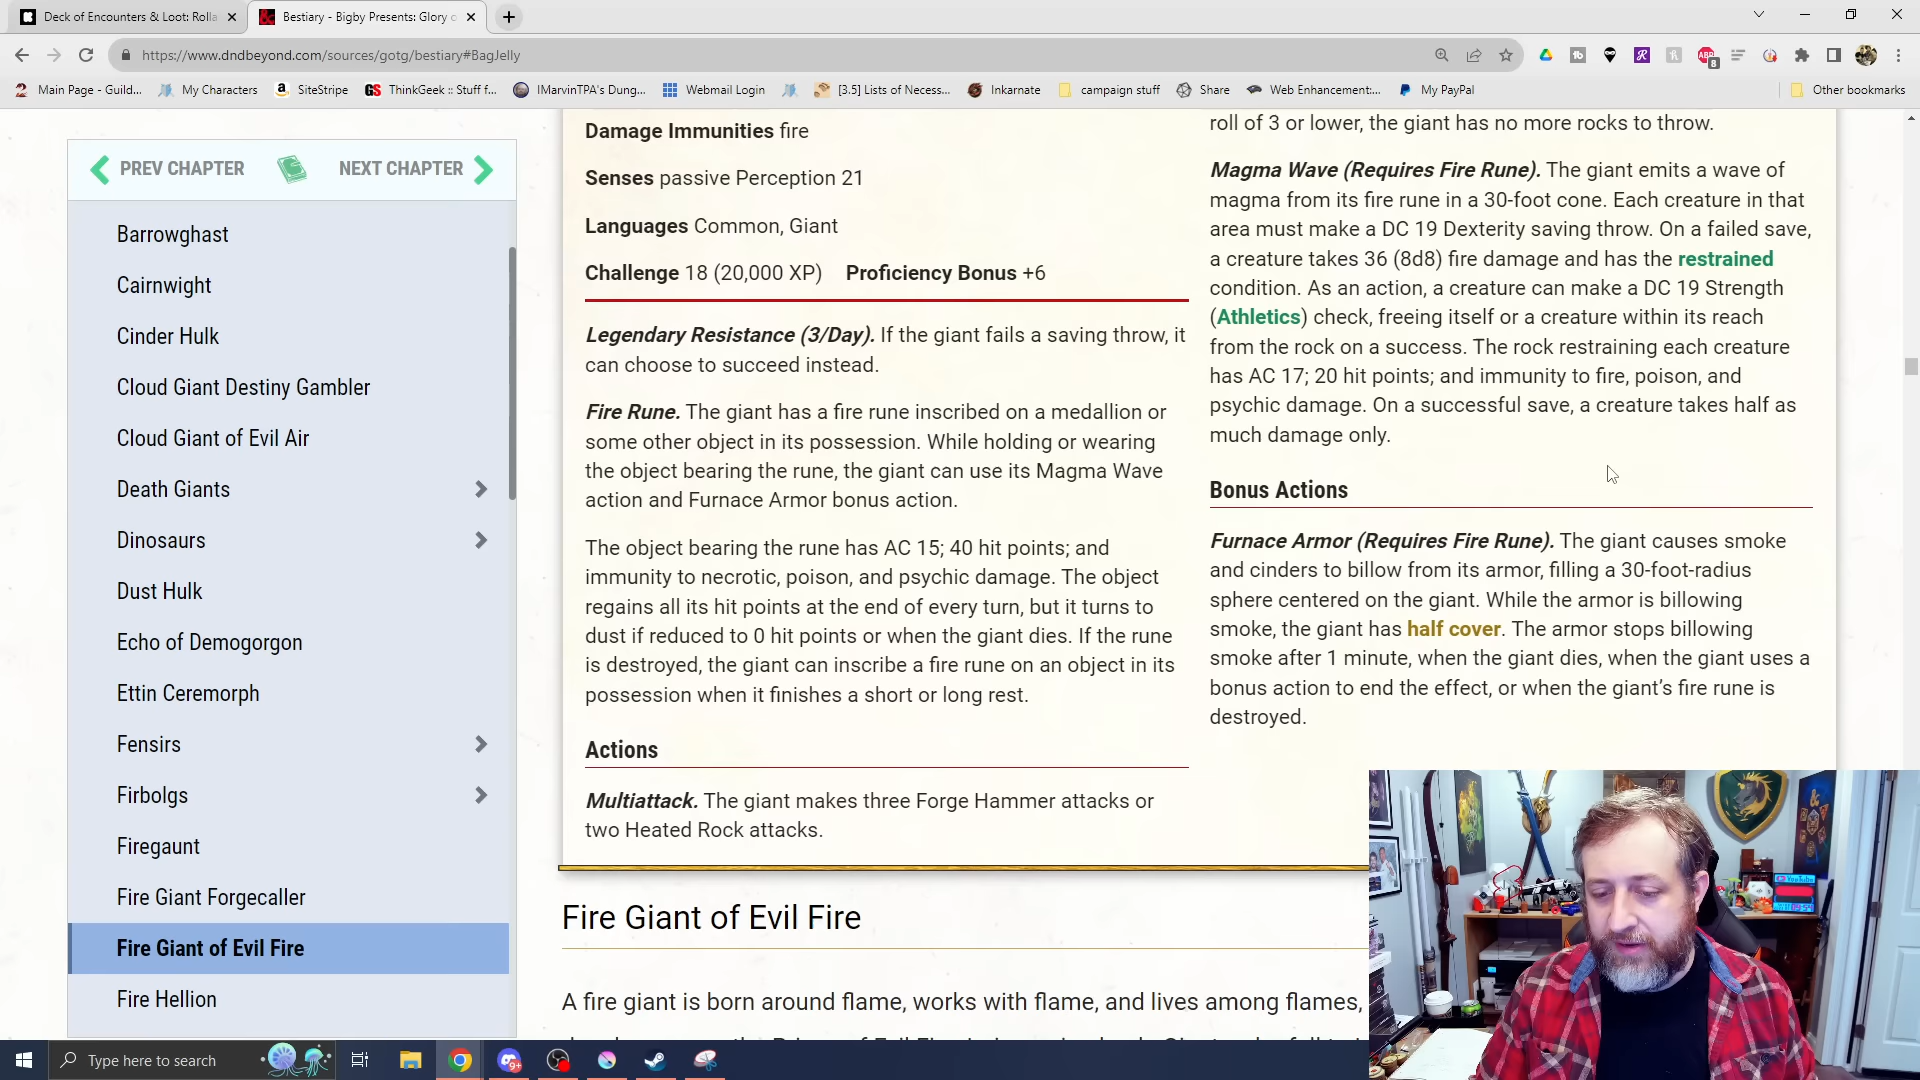 Deck of Encounters & Loot: Rolla
Bestiary - Bigby Presents: Glory o
https://www.dndbeyond.com/sources/gotg/bestiary#BagJelly
Main Page - Guild...
My Characters
SiteStripe
GS ThinkGeek :: Stuff f...
IMarvinTPA's Dung...
Webmail Login
[3.5] Lists of Necess...
Inkarnate
campaign stuff
Share
Web Enhancement:...
My PayPal
Other bookmarks
PREV CHAPTER
NEXT CHAPTER
Barrowghast
Cairnwight
Cinder Hulk
Cloud Giant Destiny Gambler
Cloud Giant of Evil Air
Death Giants
Dinosaurs
Dust Hulk
Echo of Demogorgon
Ettin Ceremorph
Fensirs
Firbolgs
Firegaunt
Fire Giant Forgecaller
Fire Giant of Evil Fire
Fire Hellion
Damage Immunities fire
Senses passive Perception 21
Languages Common, Giant
Challenge 18 (20,000 XP) Proficiency Bonus +6
Legendary Resistance (3/Day). If the giant fails a saving throw, it
can choose to succeed instead.
Fire Rune. The giant has a fire rune inscribed on a medallion or
some other object in its possession. While holding or wearing
the object bearing the rune, the giant can use its Magma Wave
action and Furnace Armor bonus action.
The object bearing the rune has AC 15; 40 hit points; and
immunity to necrotic, poison, and psychic damage. The object
regains all its hit points at the end of every turn, but it turns to
dust if reduced to 0 hit points or when the giant dies. If the rune
is destroyed, the giant can inscribe a fire rune on an object in its
possession when it finishes a short or long rest.
Actions
Multiattack. The giant makes three Forge Hammer attacks or
two Heated Rock attacks.
roll of 3 or lower, the giant has no more rocks to throw.
Magma Wave (Requires Fire Rune). The giant emits a wave of
magma from its fire rune in a 30-foot cone. Each creature in that
area must make a DC 19 Dexterity saving throw. On a failed save,
a creature takes 36 (8d8) fire damage and has the restrained
condition. As an action, a creature can make a DC 19 Strength
(Athletics) check, freeing itself or a creature within its reach
from the rock on a success. The rock restraining each creature
has AC 17; 20 hit points; and immunity to fire, poison, and
psychic damage. On a successful save, a creature takes half as
much damage only.
Bonus Actions
Furnace Armor (Requires Fire Rune). The giant causes smoke
and cinders to billow from its armor, filling a 30-foot-radius
sphere centered on the giant. While the armor is billowing
smoke, the giant has half cover. The armor stops billowing
smoke after 1 minute, when the giant dies, when the giant uses a
bonus action to end the effect, or when the giant's fire rune is
destroyed.
Fire Giant of Evil Fire
A fire giant is born around flame, works with flame, and lives among flames,
Type here to search